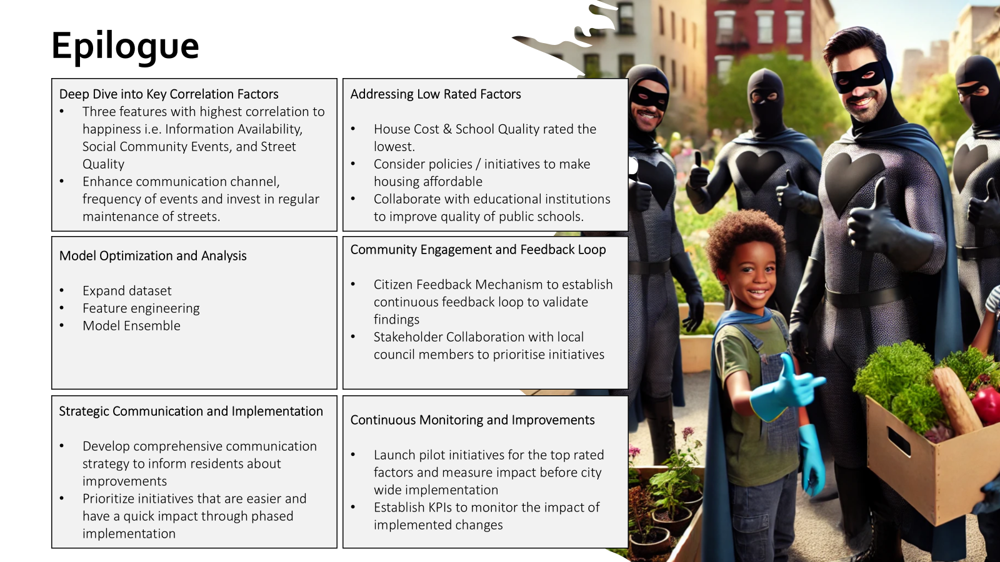 Epilogue
Deep Dive into Key Correlation Factors
• Three features with highest correlation to
happiness i.e. Information Availability,
Social Community Events, and Street
Quality
• Enhance communication channel,
frequency of events and invest in regular
maintenance of streets.
Addressing Low Rated Factors
• House Cost & School Quality rated the
lowest.
• Consider policies / initiatives to make
housing affordable
• Collaborate with educational institutions
to improve quality of public schools.
Model Optimization and Analysis
• Expand dataset
• Feature engineering
• Model Ensemble
Community Engagement and Feedback Loop
• Citizen Feedback Mechanism to establish
continuous feedback loop to validate
findings
• Stakeholder Collaboration with local
council members to prioritise initiatives
Strategic Communication and Implementation
• Develop comprehensive communication
strategy to inform residents about
improvements
• Prioritize initiatives that are easier and
have a quick impact through phased
implementation
Continuous Monitoring and Improvements
• Launch pilot initiatives for the top rated
factors and measure impact before city
wide implementation
• Establish KPIs to monitor the impact of
implemented changes